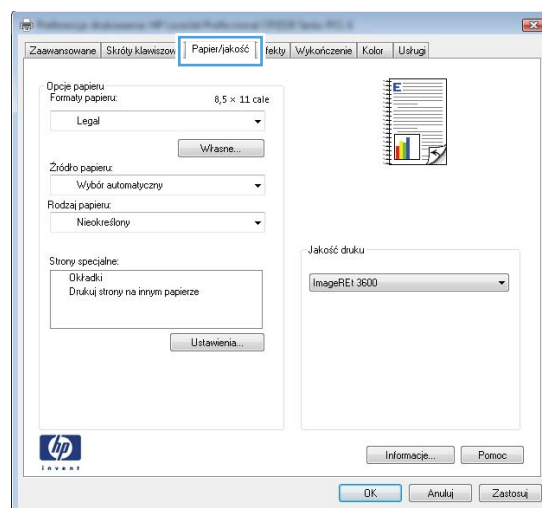 Zaawansowane Skróty klawiszow Papier/jakość fekty Wykończenie Kolor Usługi
Opcje papieru
Formaty papieru: 8,5 × 11 cale
Legal
Własne...
Źródło papieru:
Wybór automatyczny
Rodzaj papieru:
Nieokreślony
Strony specjalne:
Okładki
Drukuj strony na innym papierze
Ustawienia...
E
Jakość druku
ImageREt 3600
hp
invent
Informacje... Pomoc
OK Anuluj Zastosuj